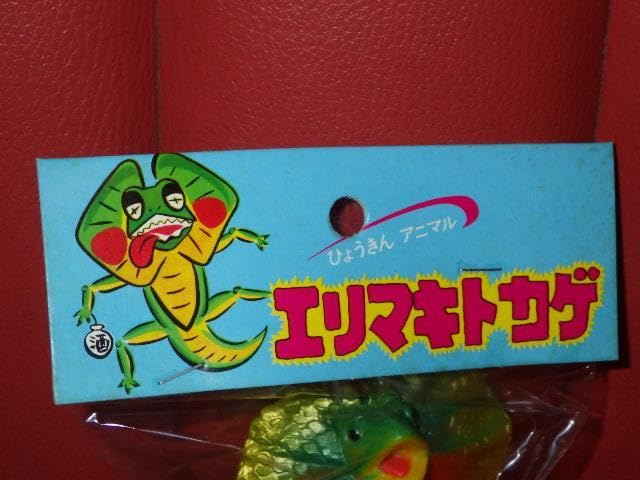 ひょうきん アニマル
エリマキトカゲ
酒